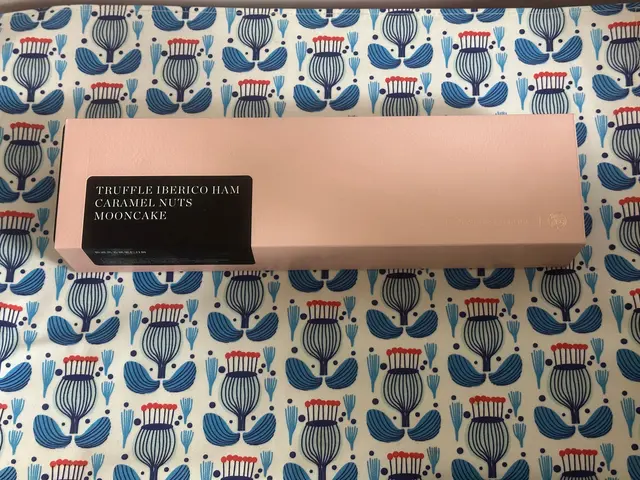 TRUFFLE IBERICO HAM
CARAMEL NUTS
MOONCAKE